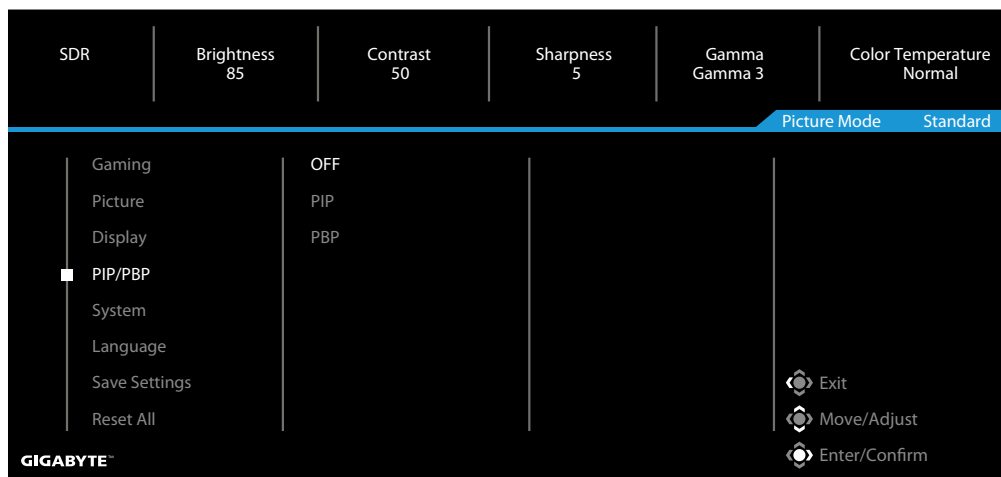 SDR
Brightness
85
Contrast
50
Sharpness
5
Gamma
Gamma 3
Color Temperature
Normal
Picture Mode Standard
Gaming
Picture
Display
PIP/PBP
System
Language
Save Settings
Reset All
OFF
PIP
PBP
Exit
Move/Adjust
Enter/Confirm
GIGABYTE™